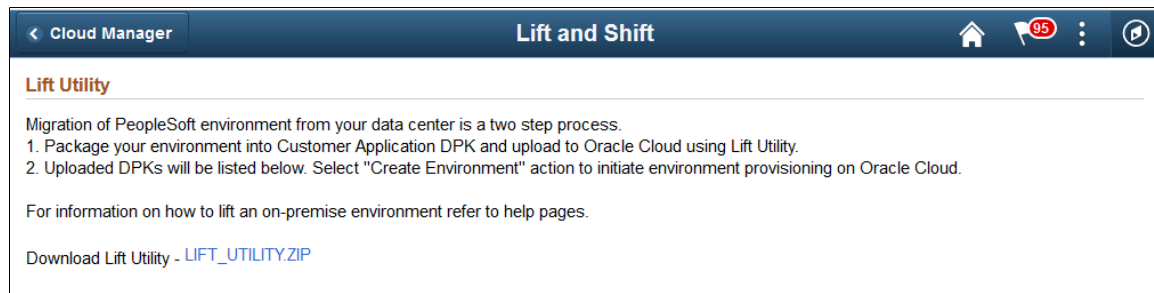 Cloud Manager
Lift and Shift
95
Lift Utility
Migration of PeopleSoft environment from your data center is a two step process.
1. Package your environment into Customer Application DPK and upload to Oracle Cloud using Lift Utility.
2. Uploaded DPKs will be listed below. Select "Create Environment" action to initiate environment provisioning on Oracle Cloud.
For information on how to lift an on-premise environment refer to help pages.
Download Lift Utility - LIFT_UTILITY.ZIP